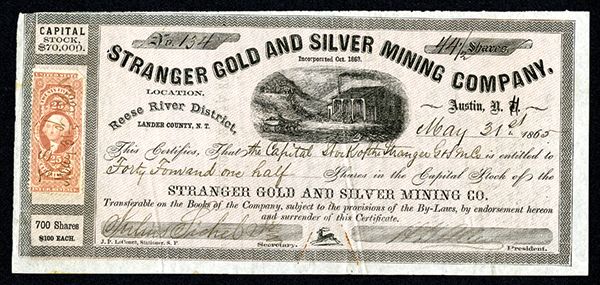 CAPITAL
STOCK,
$70,000.
No. 134
44½ Shares
STRANGER GOLD AND SILVER MINING COMPANY,
Incorporated Oct. 1863.
LOCATION,
Reese River District,
LANDER COUNTY, N. T.
Austin, N.
May 31st 1865
This Certifies, That the Capital Stock of the Stranger G & S M Co is entitled to
Forty Four and one half Shares in the Capital Stock of the
STRANGER GOLD AND SILVER MINING CO.
Transferable on the Books of the Company, subject to the provisions of the By-Laws, by endorsement hereon
and surrender of this Certificate.
700 Shares
$100 EACH.
Secretary.
President.
J. P. LeCount, Stationer, S. F.